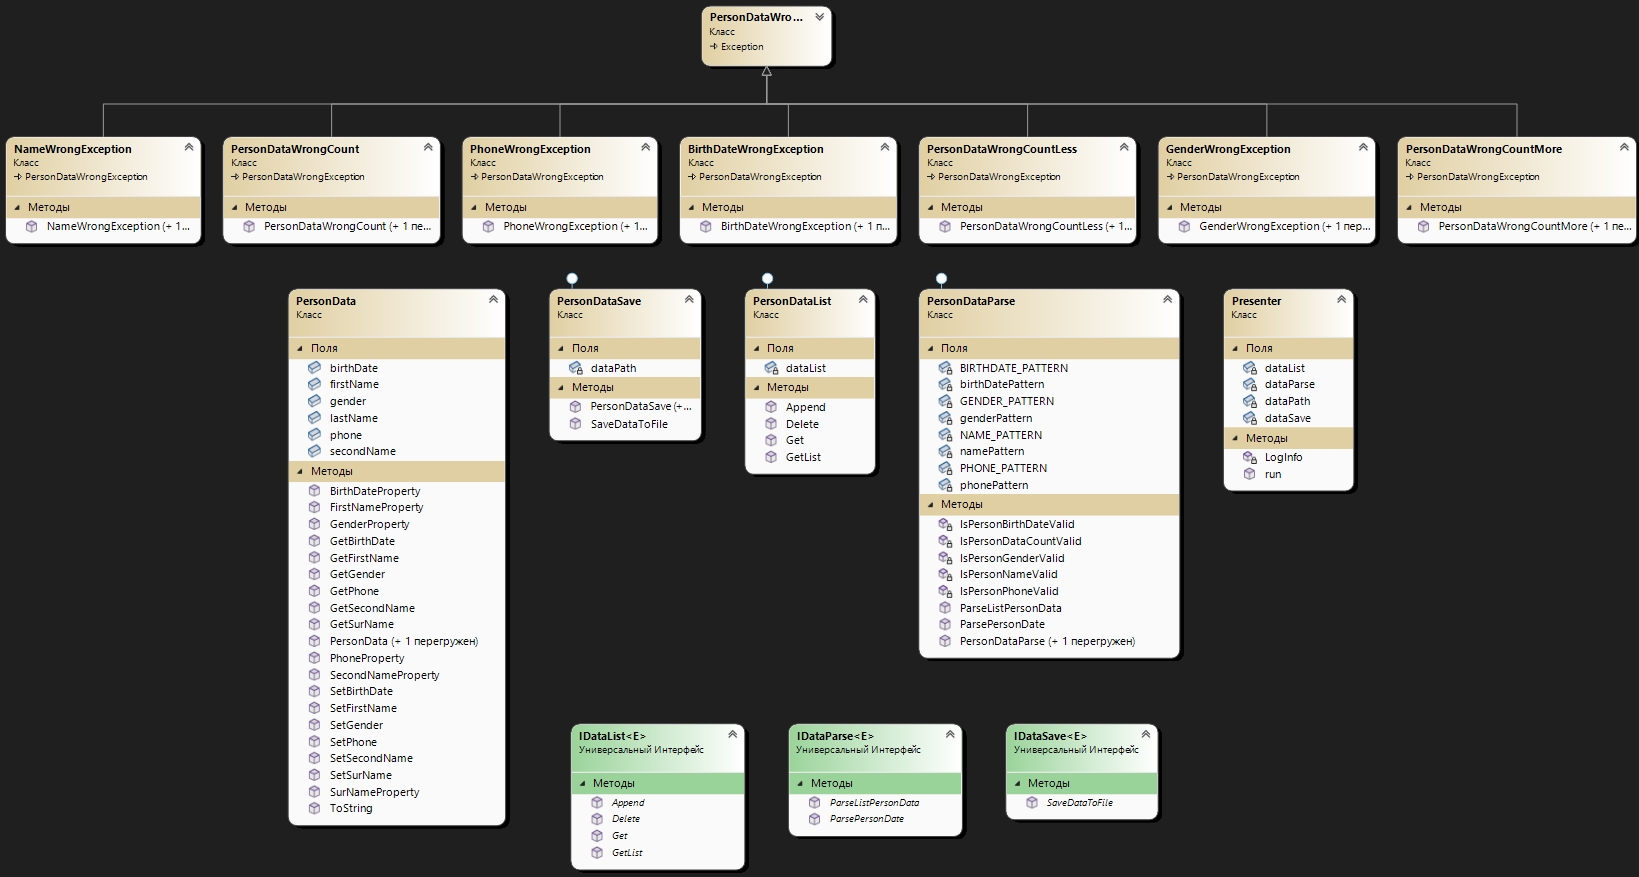 PersonDataWro...
Класс
Exception
NameWrongException
Класс
PersonDataWrongException
Методы
NameWrongException (+ 1...
PersonDataWrongCount
Класс
PersonDataWrongException
Методы
PersonDataWrongCount (+ 1 пе...
PhoneWrongException
Класс
PersonDataWrongException
Методы
PhoneWrongException (+ 1...
BirthDateWrongException
Класс
PersonDataWrongException
Методы
BirthDateWrongException (+ 1 п...
PersonDataWrongCountLess
Класс
PersonDataWrongException
Методы
PersonDataWrongCountLess (+ 1...
GenderWrongException
Класс
PersonDataWrongException
Методы
GenderWrongException (+ 1 пер...
PersonDataWrongCountMore
Класс
PersonDataWrongException
Методы
PersonDataWrongCountMore (+ 1 пе...
PersonData
Класс
Поля
birthDate
firstName
gender
lastName
phone
secondName
Методы
BirthDateProperty
FirstNameProperty
GenderProperty
GetBirthDate
GetFirstName
GetGender
GetPhone
GetSecondName
GetSurName
PersonData (+ 1 перегружен)
PhoneProperty
SecondNameProperty
SetBirthDate
SetFirstName
SetGender
SetPhone
SetSecondName
SetSurName
SurNameProperty
ToString
PersonDataSave
Класс
Поля
dataPath
Методы
PersonDataSave (+...
SaveDataToFile
PersonDataList
Класс
Поля
dataList
Методы
Append
Delete
Get
GetList
PersonDataParse
Класс
Поля
BIRTHDATE_PATTERN
birthDatePattern
GENDER_PATTERN
genderPattern
NAME_PATTERN
namePattern
PHONE_PATTERN
phonePattern
Методы
IsPersonBirthDateValid
IsPersonDataCountValid
IsPersonGenderValid
IsPersonNameValid
IsPersonPhoneValid
ParseListPersonData
ParsePersonDate
PersonDataParse (+ 1 перегружен)
Presenter
Класс
Поля
dataList
dataParse
dataPath
dataSave
Методы
LogInfo
run
IDataList<E>
Универсальный Интерфейс
Методы
Append
Delete
Get
GetList
IDataParse<E>
Универсальный Интерфейс
Методы
ParseListPersonData
ParsePersonDate
IDataSave<E>
Универсальный Интерфейс
Методы
SaveDataToFile